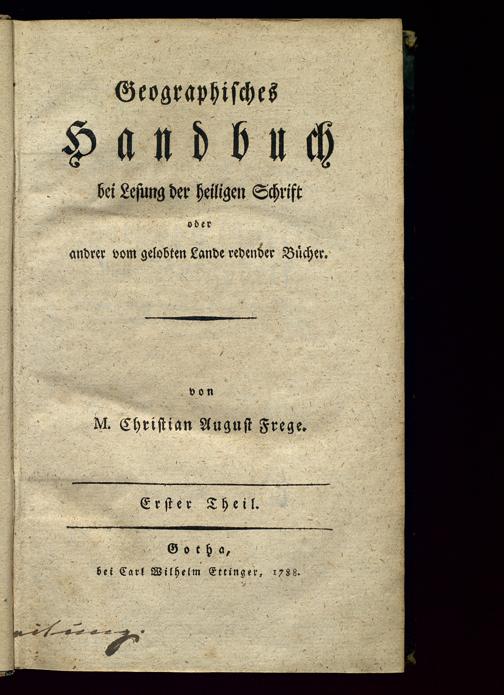 Geographisches
Handbuch
bei Lesung der heiligen Schrift
oder
andrer vom gelobten Lande redender Bücher.
von
M. Christian August Frege.
Erster Theil.
Gotha,
bei Carl Wilhelm Ettinger, 1788.